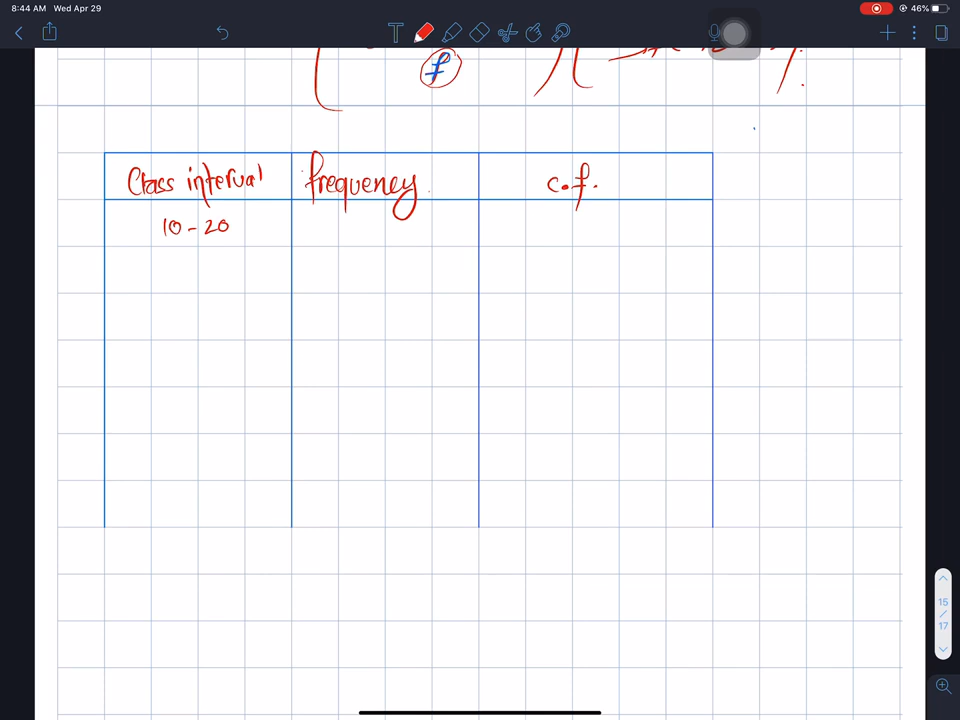 8:44 AM Wed Apr 29
46%
T
f
Class interval frequency. c.f.
10-20
15
/
17